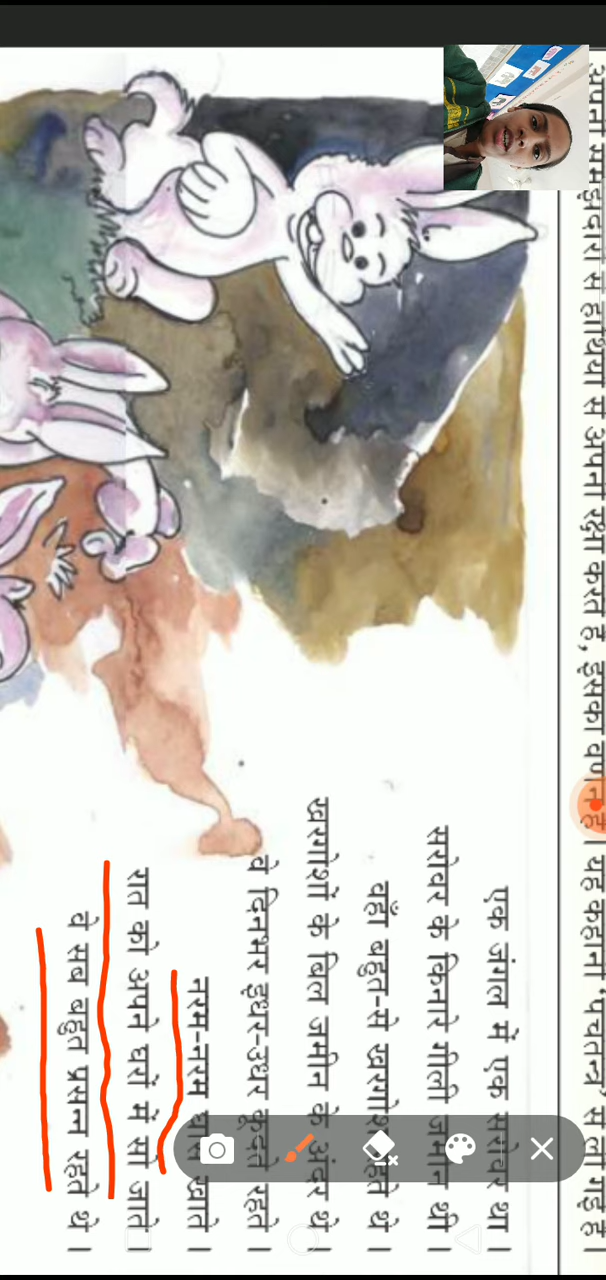 अपनी समझदारी से हाथियों से अपनी रक्षा करते हैं, इसका वर्णन है। यह कहानी 'पंचतन्त्र' से ली गई है।
एक जंगल में एक सरोवर था।
सरोवर के किनारे गीली जमीन थी।
वहाँ बहुत-से खरगोश रहते थे।
खरगोशों के बिल जमीन के अंदर थे।
वे दिनभर इधर-उधर कूदते रहते।
नरम-नरम घास खाते।
रात को अपने घरों में सो जाते।
वे सब बहुत प्रसन्न रहते थे।